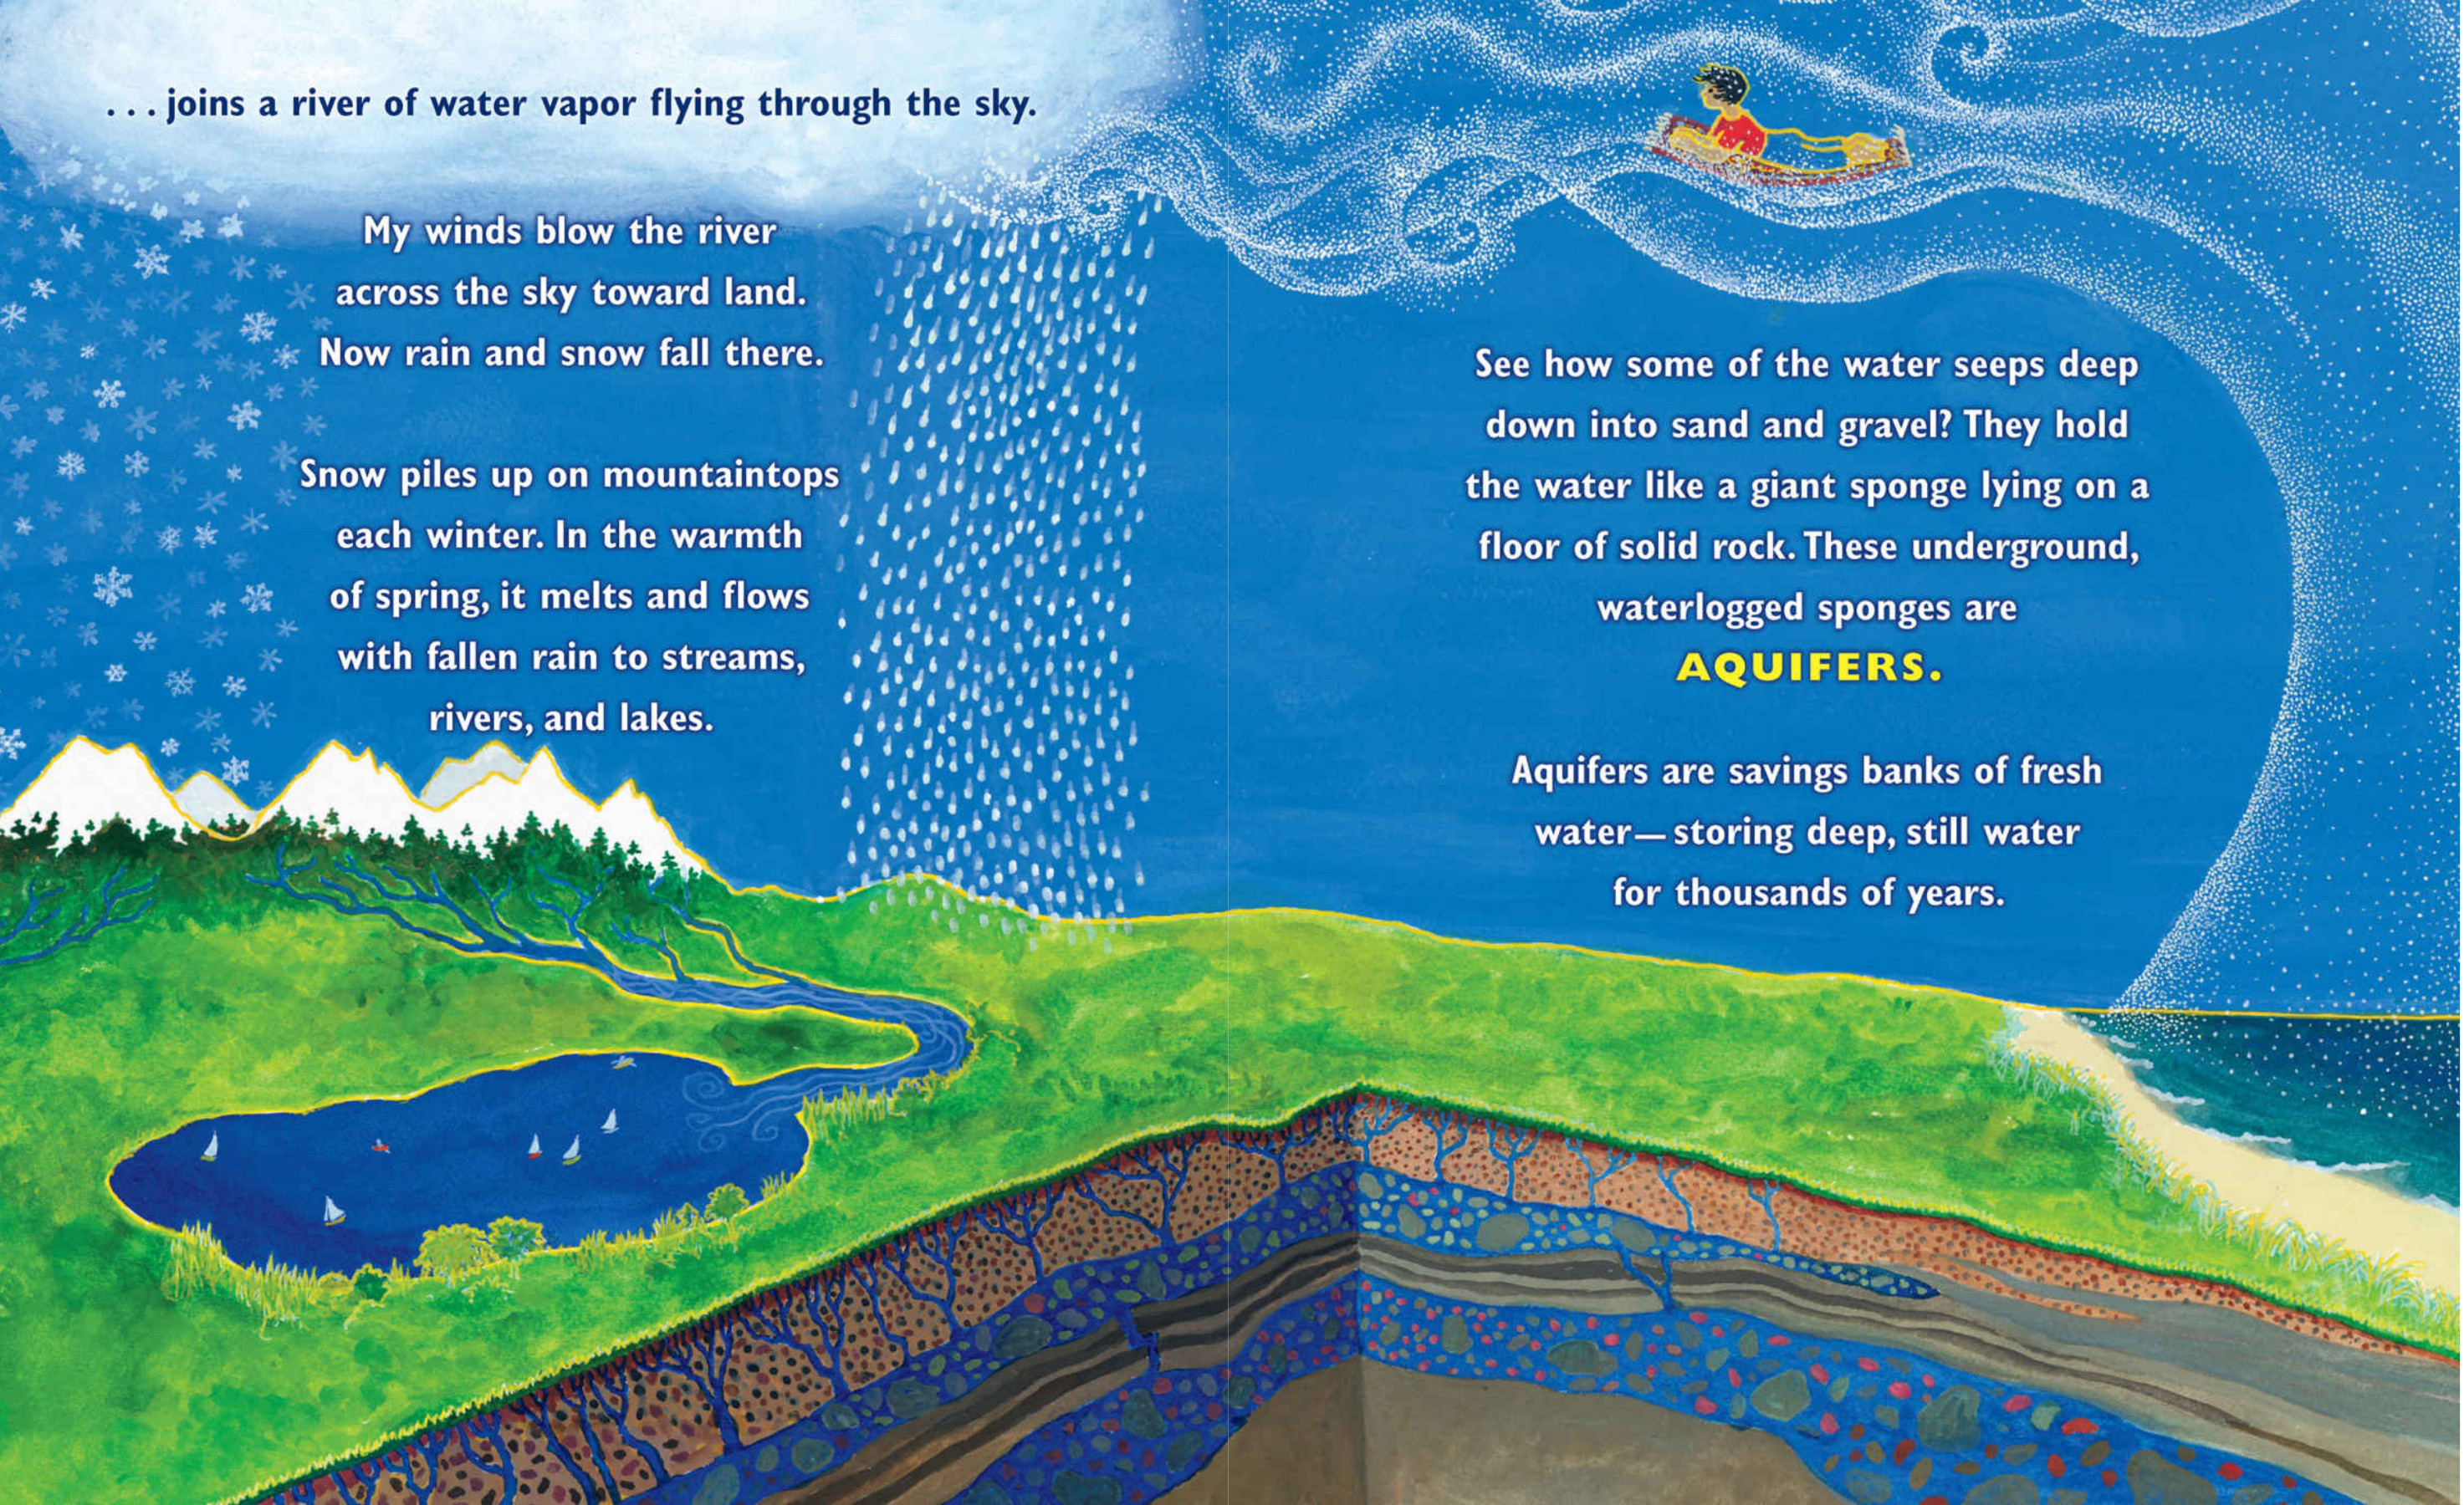 . . . joins a river of water vapor flying through the sky.
My winds blow the river
across the sky toward land.
Now rain and snow fall there.
Snow piles up on mountaintops
each winter. In the warmth
of spring, it melts and flows
with fallen rain to streams,
rivers, and lakes.
See how some of the water seeps deep
down into sand and gravel? They hold
the water like a giant sponge lying on a
floor of solid rock. These underground,
waterlogged sponges are
AQUIFERS.
Aquifers are savings banks of fresh
water—storing deep, still water
for thousands of years.